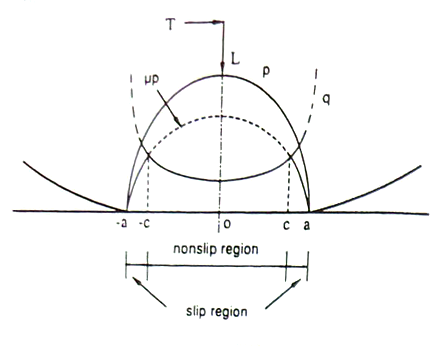 T
L
p
μp
q
-a -c o c a
nonslip region
slip region